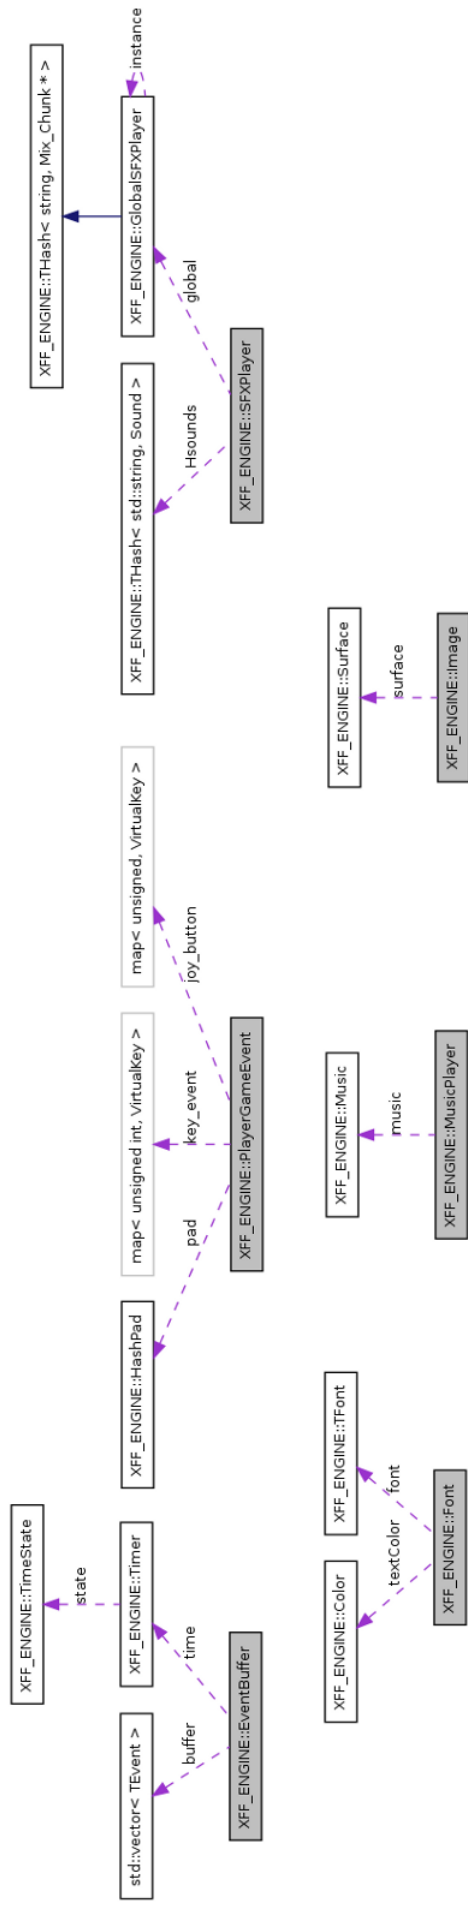 XFF_ENGINE::TimeState
XFF_ENGINE::THash< string, Mix_Chunk * >
state
instance
std::vector< TEvent >
XFF_ENGINE::Timer
XFF_ENGINE::HashPad
map< unsigned int, VirtualKey >
map< unsigned, VirtualKey >
XFF_ENGINE::THash< std::string, Sound >
XFF_ENGINE::GlobalSFXPlayer
buffer
time
pad
key_event
joy_button
Hsounds
global
XFF_ENGINE::EventBuffer
XFF_ENGINE::PlayerGameEvent
XFF_ENGINE::SFXPlayer
XFF_ENGINE::Color
XFF_ENGINE::TFont
XFF_ENGINE::Music
XFF_ENGINE::Surface
textColor
font
music
surface
XFF_ENGINE::Font
XFF_ENGINE::MusicPlayer
XFF_ENGINE::Image